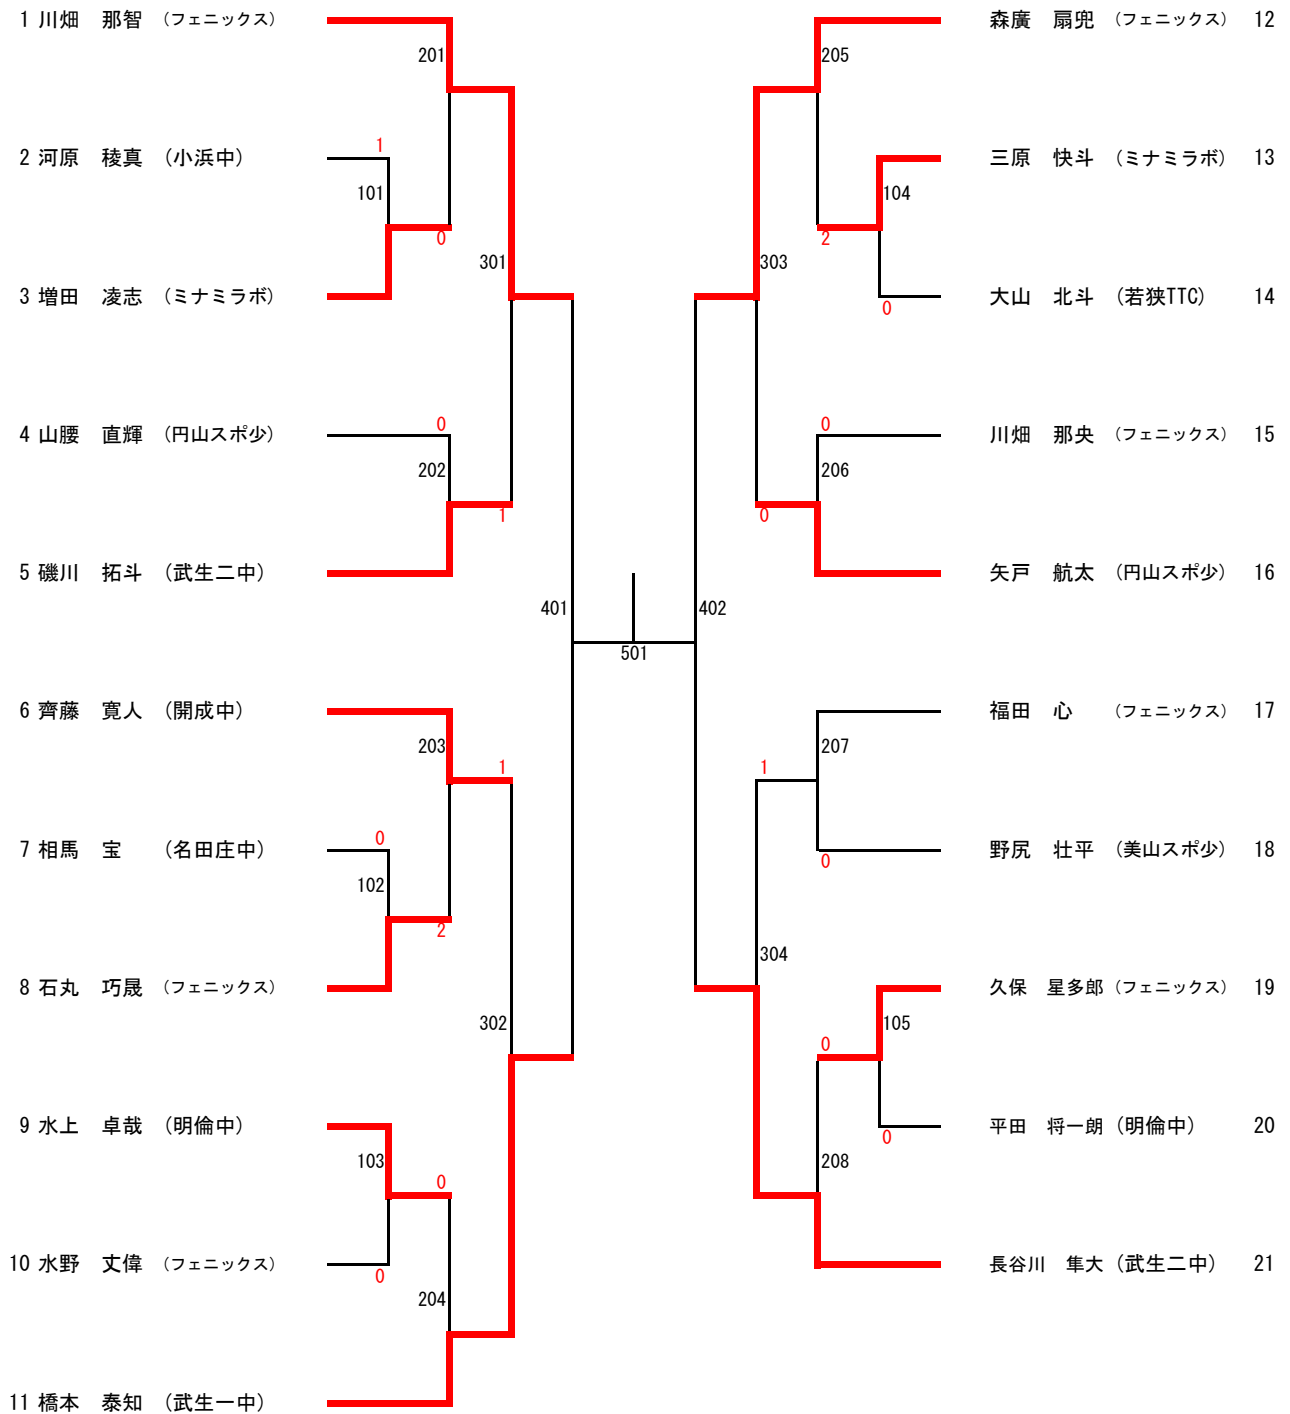 1 川畑　那智 （フェニックス）
201
2 河原　稜真 （小浜中）
1
101
0
3 増田　凌志 （ミナミラボ）
301
4 山腰　直輝 （円山スポ少）
0
202
1
5 磯川　拓斗 （武生二中）
401
6 齊藤　寛人 （開成中）
203
1
7 相馬　宝 （名田庄中）
0
102
2
8 石丸　巧晟 （フェニックス）
302
9 水上　卓哉 （明倫中）
103
0
10 水野　丈偉 （フェニックス）
0
204
11 橋本　泰知 （武生一中）
501
森廣　扇兜 （フェニックス） 12
205
三原　快斗 （ミナミラボ） 13
104
2
303
大山　北斗 （若狭TTC） 14
0
川畑　那央 （フェニックス） 15
0
206
0
矢戸　航太 （円山スポ少） 16
402
福田　心 （フェニックス） 17
207
1
野尻　壮平 （美山スポ少） 18
0
304
久保　星多郎 （フェニックス） 19
105
0
平田　将一朗 （明倫中） 20
0
208
長谷川　隼大 （武生二中） 21